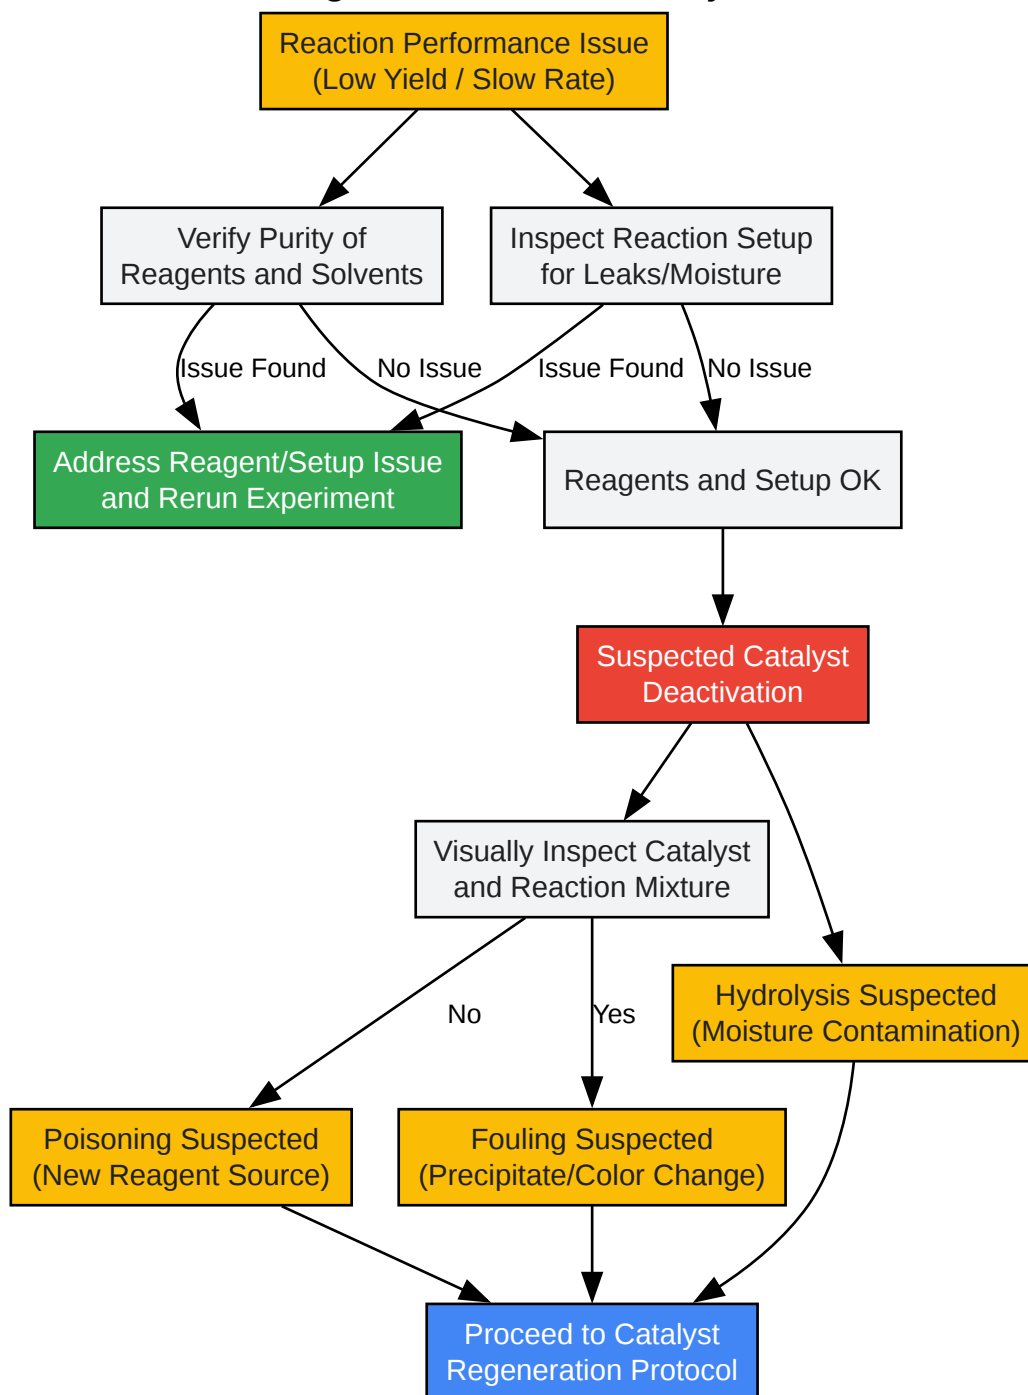 Reaction Performance Issue
(Low Yield / Slow Rate)
Verify Purity of
Reagents and Solvents
Inspect Reaction Setup
for Leaks/Moisture
Issue Found
No Issue
Issue Found
No Issue
Address Reagent/Setup Issue
and Rerun Experiment
Reagents and Setup OK
Suspected Catalyst
Deactivation
Visually Inspect Catalyst
and Reaction Mixture
Hydrolysis Suspected
(Moisture Contamination)
No
Yes
Poisoning Suspected
(New Reagent Source)
Fouling Suspected
(Precipitate/Color Change)
Proceed to Catalyst
Regeneration Protocol